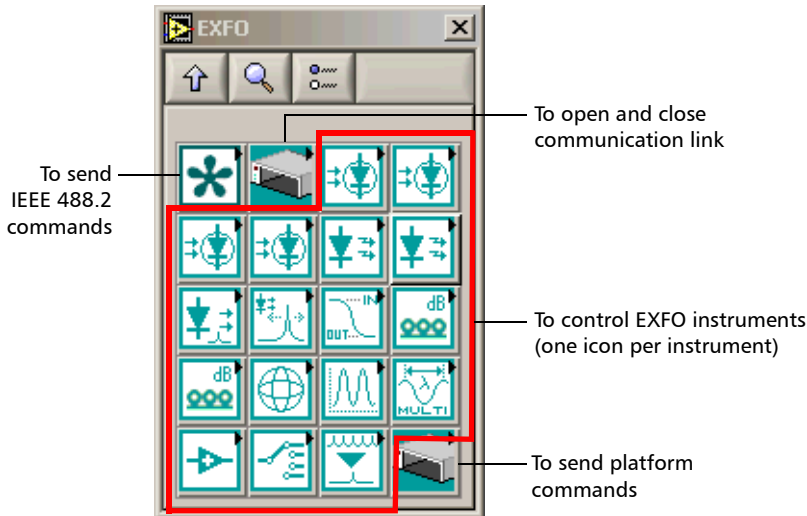 EXFO
To open and close
communication link
To send
IEEE 488.2
commands
IN
OUT
dB
To control EXFO instruments
(one icon per instrument)
dB
λ
MULTI
To send platform
commands